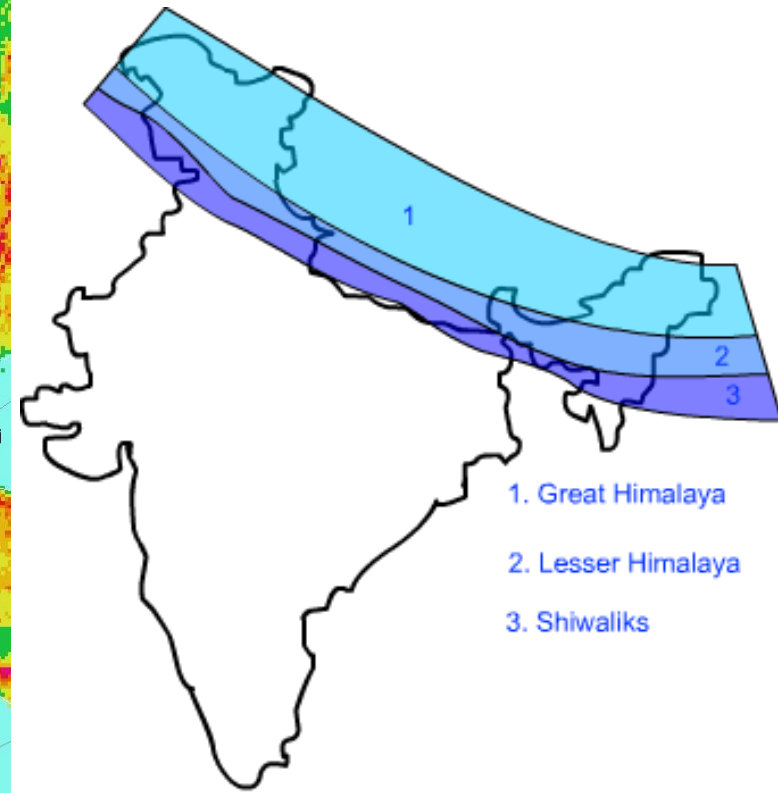 1
2
3
1. Great Himalaya
2. Lesser Himalaya
3. Shiwaliks